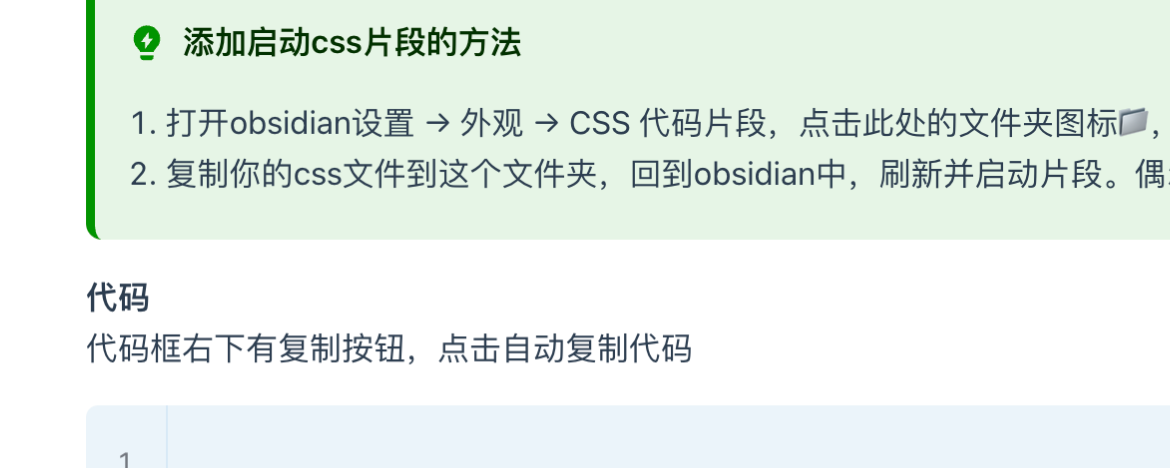 添加启动css片段的方法
1. 打开obsidian设置 → 外观 → CSS 代码片段，点击此处的文件夹图标📁，
2. 复制你的css文件到这个文件夹，回到obsidian中，刷新并启动片段。偶
代码
代码框右下有复制按钮，点击自动复制代码
1